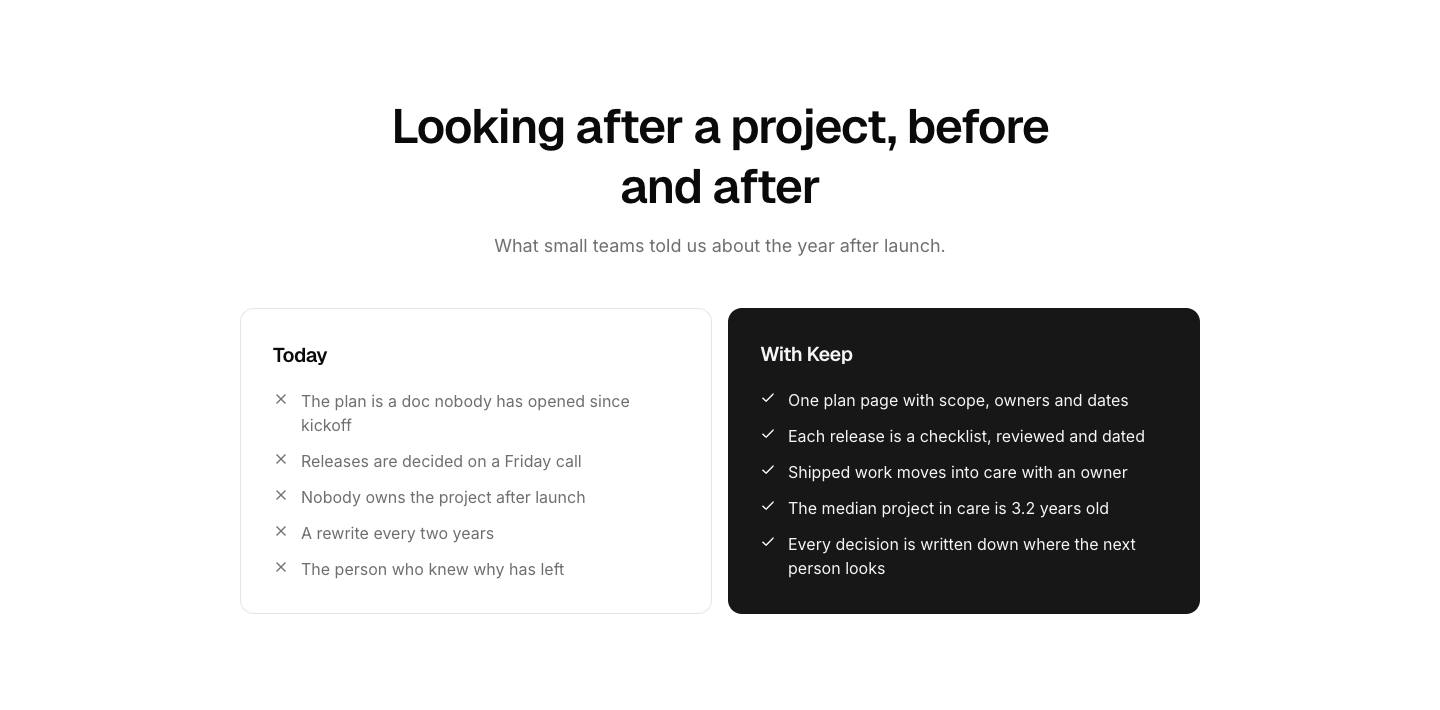 Looking after a project, before
and after
What small teams told us about the year after launch.
Today
The plan is a doc nobody has opened since
kickoff
Releases are decided on a Friday call
Nobody owns the project after launch
A rewrite every two years
The person who knew why has left
With Keep
One plan page with scope, owners and dates
Each release is a checklist, reviewed and dated
Shipped work moves into care with an owner
The median project in care is 3.2 years old
Every decision is written down where the next
person looks